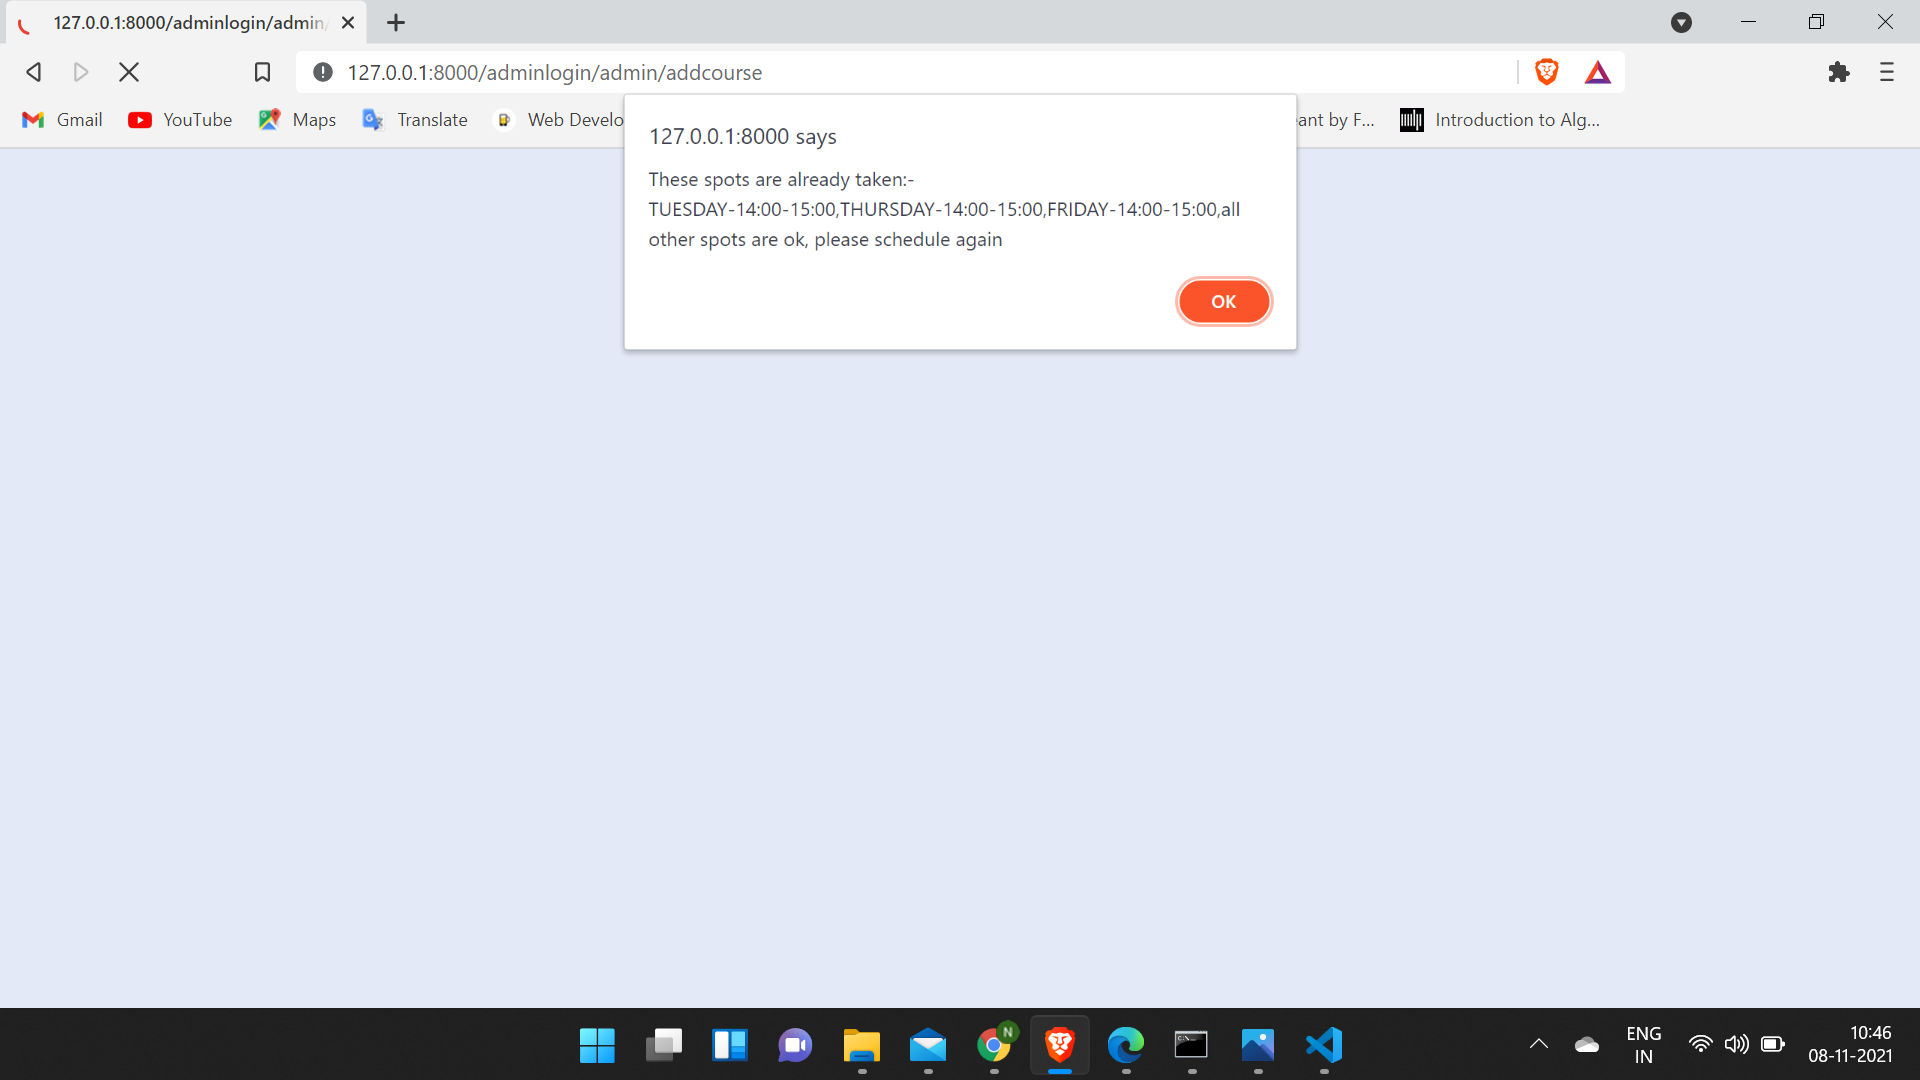 127.0.0.1:8000/adminlogin/admin/
127.0.0.1:8000/adminlogin/admin/addcourse
Gmail
YouTube
Maps
Translate
Web Develo
ant by F...
Introduction to Alg...
127.0.0.1:8000 says
These spots are already taken:-
TUESDAY-14:00-15:00,THURSDAY-14:00-15:00,FRIDAY-14:00-15:00,all
other spots are ok, please schedule again
OK
N
ENG
IN
10:46
08-11-2021